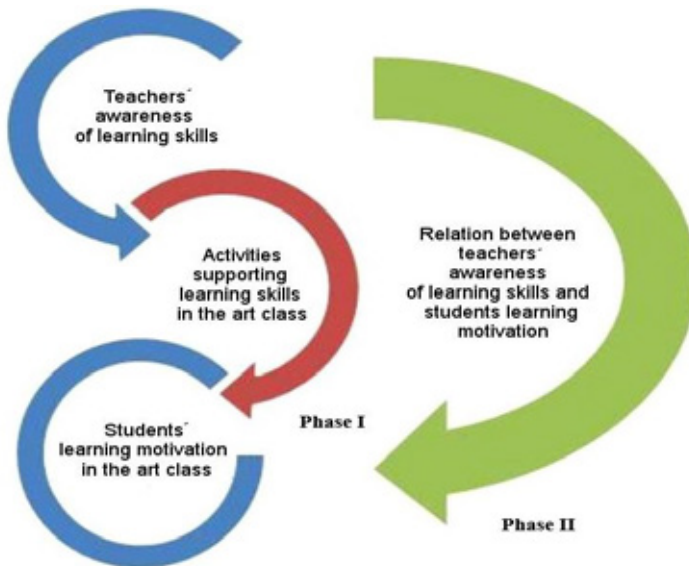 Teachers´
awareness
of learning skills
Activities
supporting
learning skills
in the art class
Students´
learning motivation
in the art class
Phase I
Relation between
teachers´
awareness
of learning skills and
students learning
motivation
Phase II